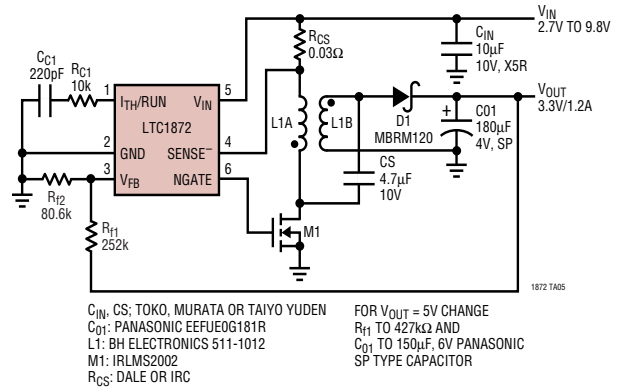 VIN
2.7V TO 9.8V
RCS
0.03Ω
CIN
10µF
10V, X5R
CC1
220pF
RC1
10k
1
ITH/RUN
VIN
5
LTC1872
2
GND
SENSE–
4
3
VFB
NGATE
6
L1A
L1B
D1
MBRM120
VOUT
3.3V/1.2A
+
C01
180µF
4V, SP
CS
4.7µF
10V
Rf2
80.6k
Rf1
252k
M1
1872 TA05
CIN, CS; TOKO, MURATA OR TAIYO YUDEN
C01: PANASONIC EEFUE0G181R
L1: BH ELECTRONICS 511-1012
M1: IRLMS2002
RCS: DALE OR IRC
FOR VOUT = 5V CHANGE
Rf1 TO 427kΩ AND
C01 TO 150µF, 6V PANASONIC
SP TYPE CAPACITOR